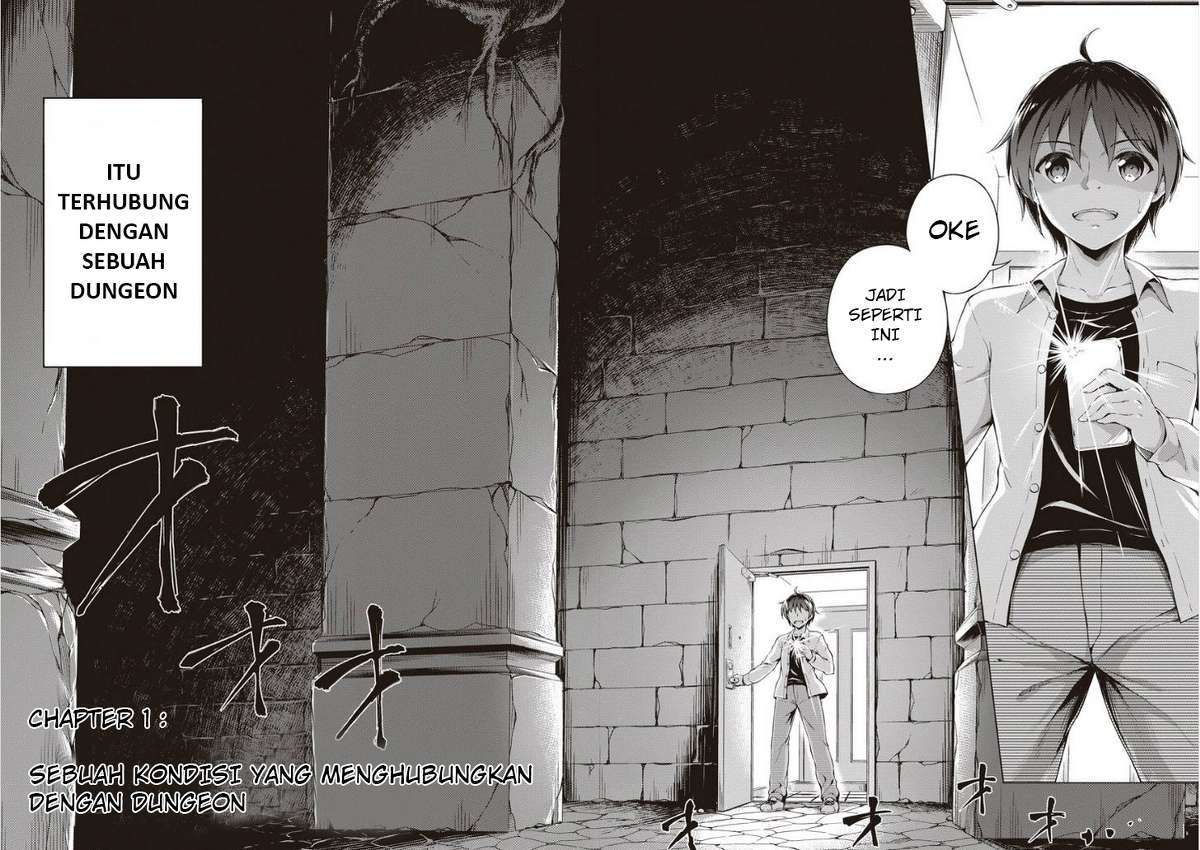 OKE
JADI
SEPERTI
INI
...
ITU
TERHUBUNG
DENGAN
SEBUAH
DUNGEON
オ
オ
オ
オ
オ
オ...
CHAPTER 1 :
SEBUAH KONDISI YANG MENGHUBUNGKAN
DENGAN DUNGEON